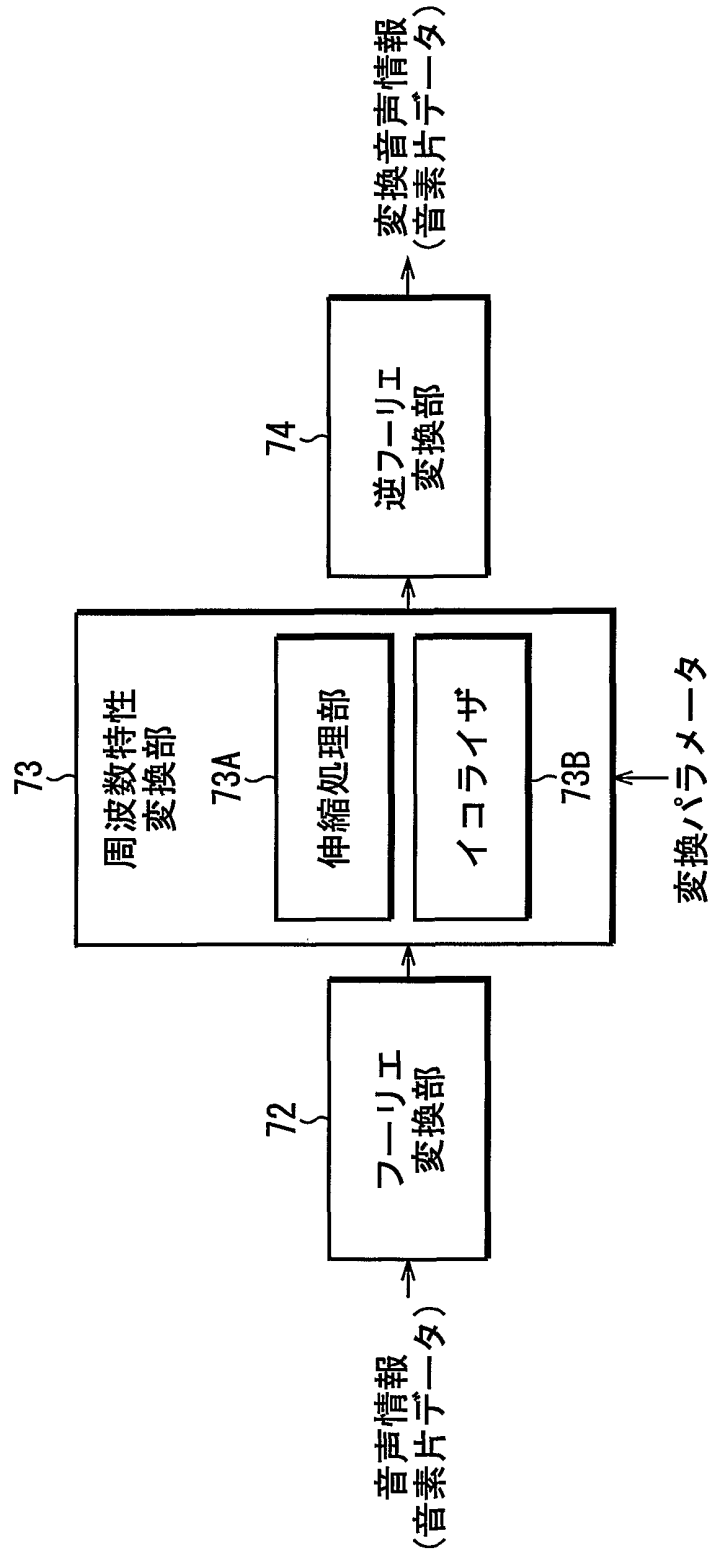 音声情報
(音素片データ)
72
フーリエ
変換部
73
周波数特性
変換部
73A
伸縮処理部
イコライザ
73B
変換パラメータ
74
逆フーリエ
変換部
変換音声情報
(音素片データ)